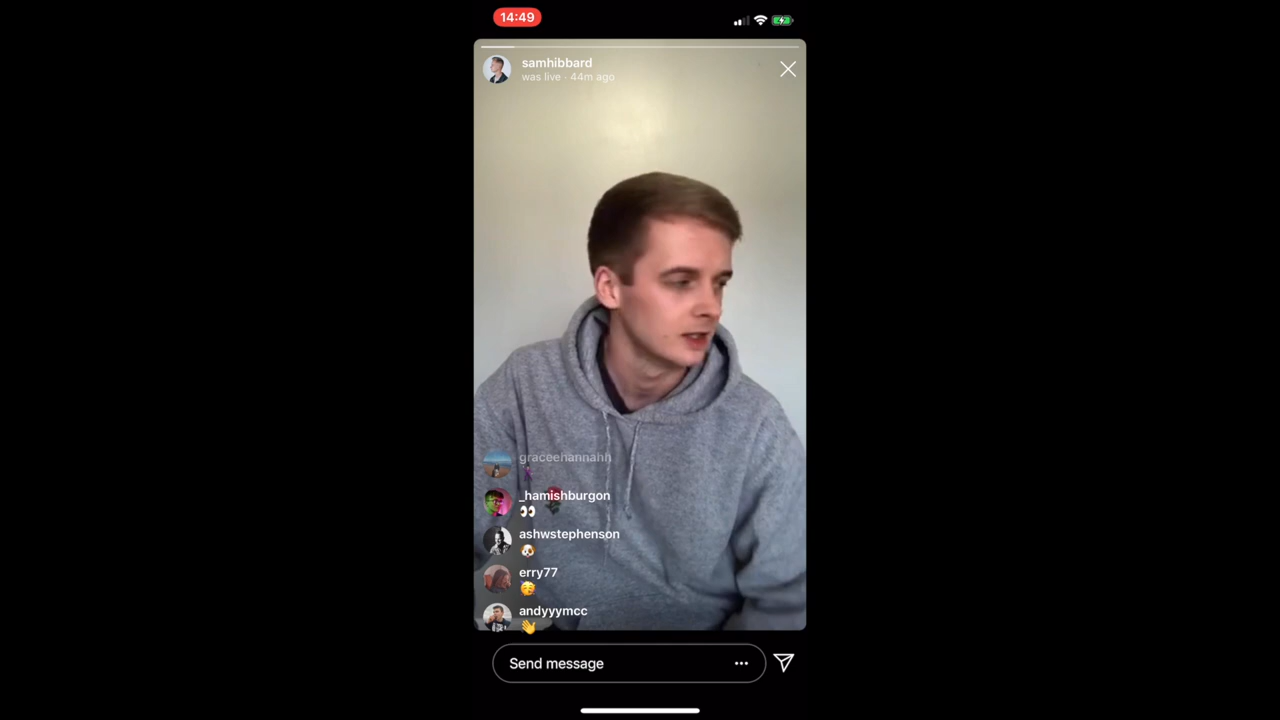 14:49
samhibbard
was live · 44m ago
graceehannahh
_hamishburgon
ashwstephenson
erry77
andyyymcc
Send message